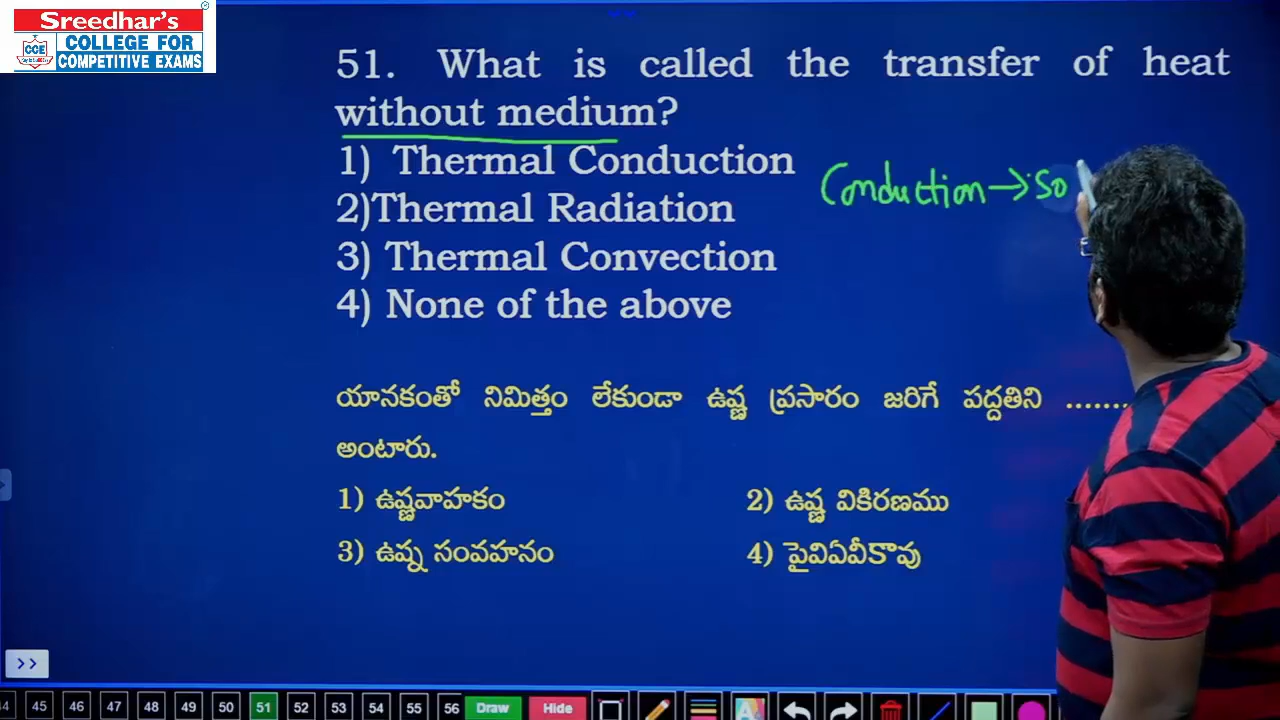 Sreedhar's
CCE
COLLEGE FOR
COMPETITIVE EXAMS
51. What is called the transfer of heat
without medium?
1) Thermal Conduction
Conduction → so
2)Thermal Radiation
3) Thermal Convection
4) None of the above
యానకంతో నిమిత్తం లేకుండా ఉష్ణ ప్రసారం జరిగే పద్దతిని ........
అంటారు.
1) ఉష్ణవాహకం
2) ఉష్ణ వికిరణము
3) ఉష్న సంవహనం
4) పైవిఏవీకావు
>>
44 45 46 47 48 49 50 51 52 53 54 55 56 Draw Hide